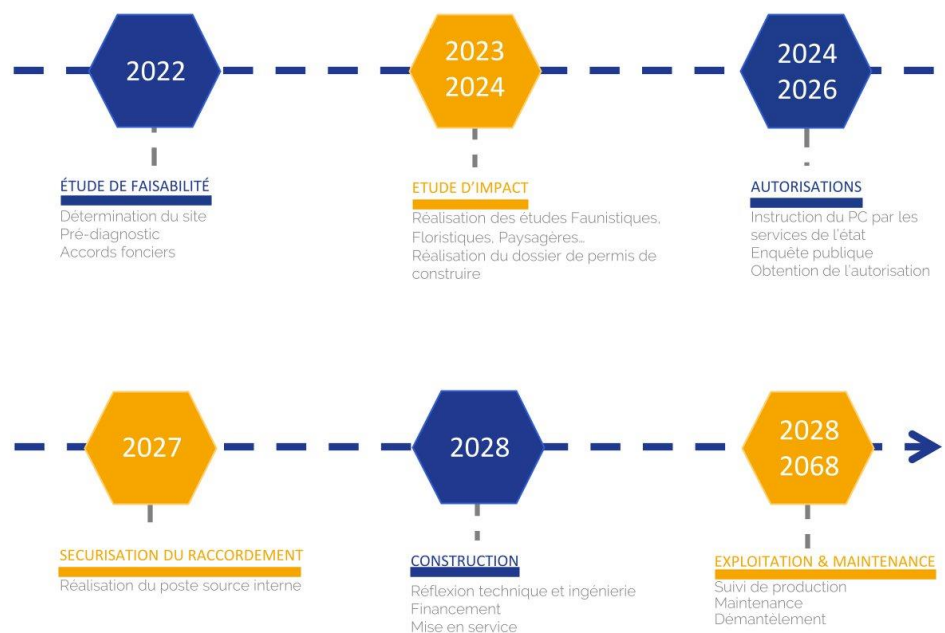 2022
ÉTUDE DE FAISABILITÉ
Détermination du site
Pré-diagnostic
Accords fonciers
2023
2024
ETUDE D'IMPACT
Réalisation des études Faunistiques,
Floristiques, Paysagères…
Réalisation du dossier de permis de
construire
2024
2026
AUTORISATIONS
Instruction du PC par les
services de l'état
Enquête publique
Obtention de l'autorisation
2027
SECURISATION DU RACCORDEMENT
Réalisation du poste source interne
2028
CONSTRUCTION
Réflexion technique et ingénierie
Financement
Mise en service
2028
2068
EXPLOITATION & MAINTENANCE
Suivi de production
Maintenance
Démantèlement